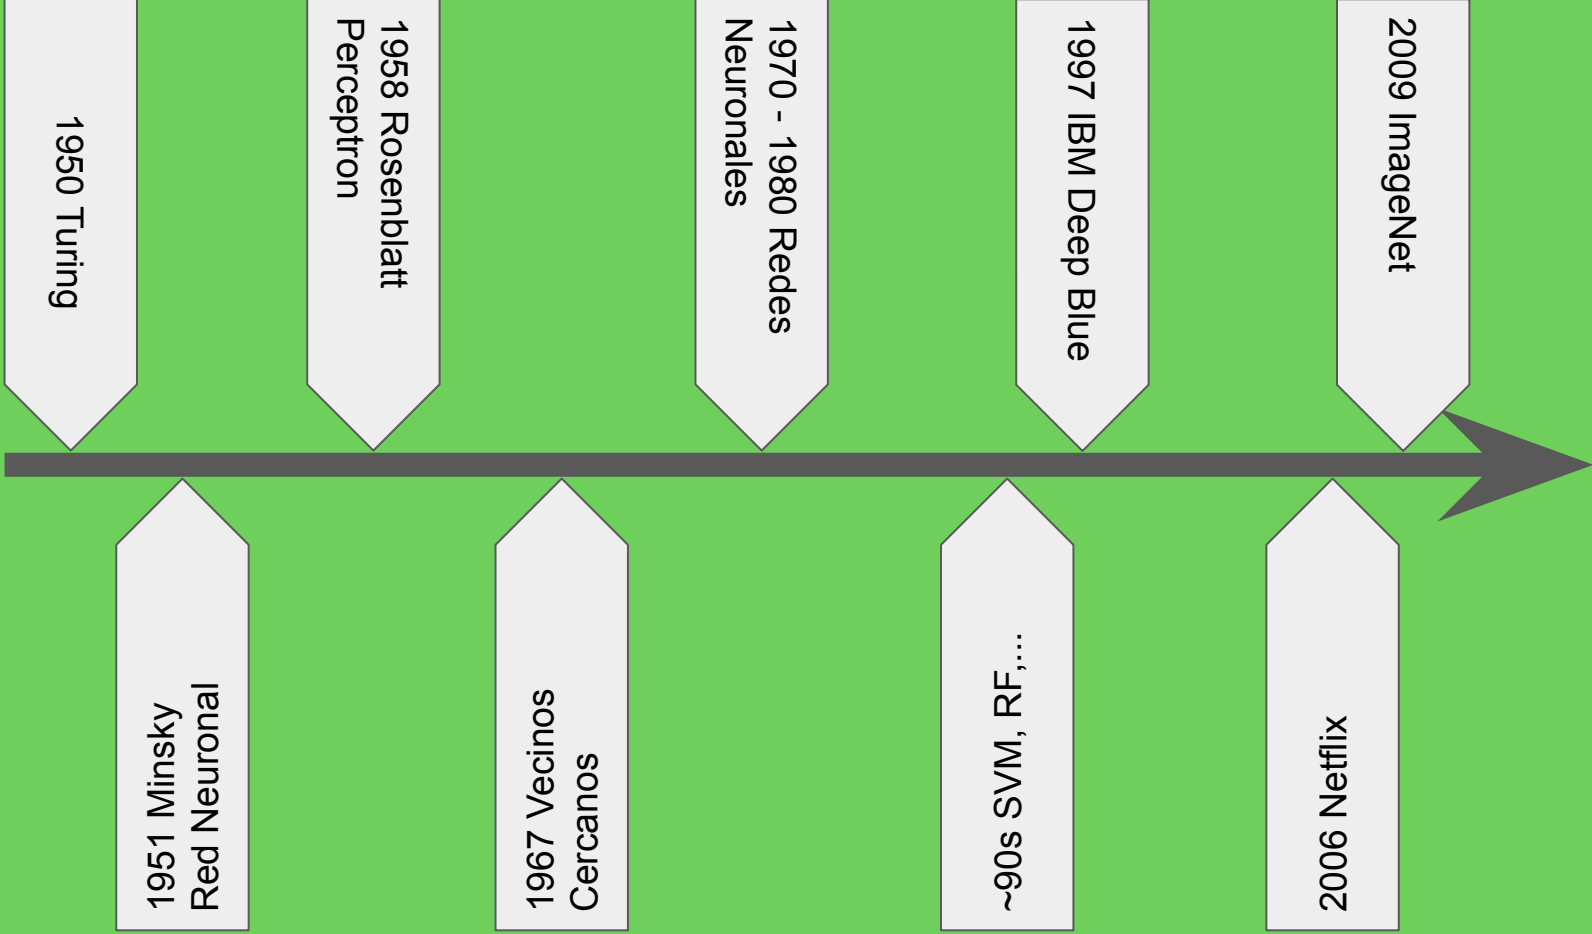 1950 Turing
1951 Minsky
Red Neuronal
1958 Rosenblatt
Perceptron
1967 Vecinos
Cercanos
1970 - 1980 Redes
Neuronales
~90s SVM, RF,...
1997 IBM Deep Blue
2006 Netflix
2009 ImageNet